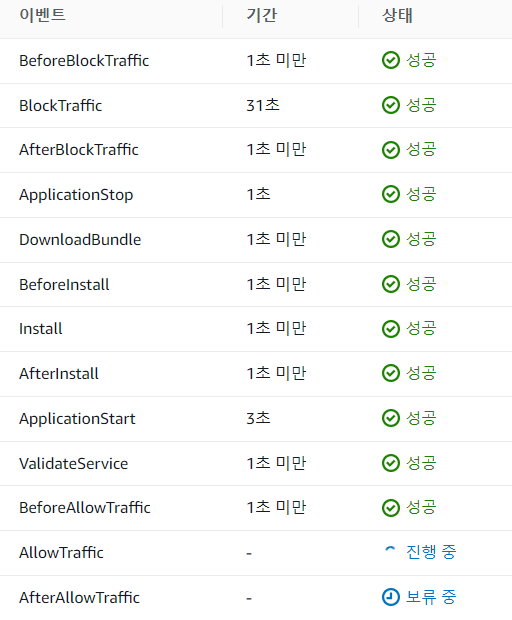 이벤트 기간 상태
BeforeBlockTraffic 1초 미만 성공
BlockTraffic 31초 성공
AfterBlockTraffic 1초 미만 성공
ApplicationStop 1초 성공
DownloadBundle 1초 미만 성공
BeforeInstall 1초 미만 성공
Install 1초 미만 성공
AfterInstall 1초 미만 성공
ApplicationStart 3초 성공
ValidateService 1초 미만 성공
BeforeAllowTraffic 1초 미만 성공
AllowTraffic - 진행 중
AfterAllowTraffic - 보류 중